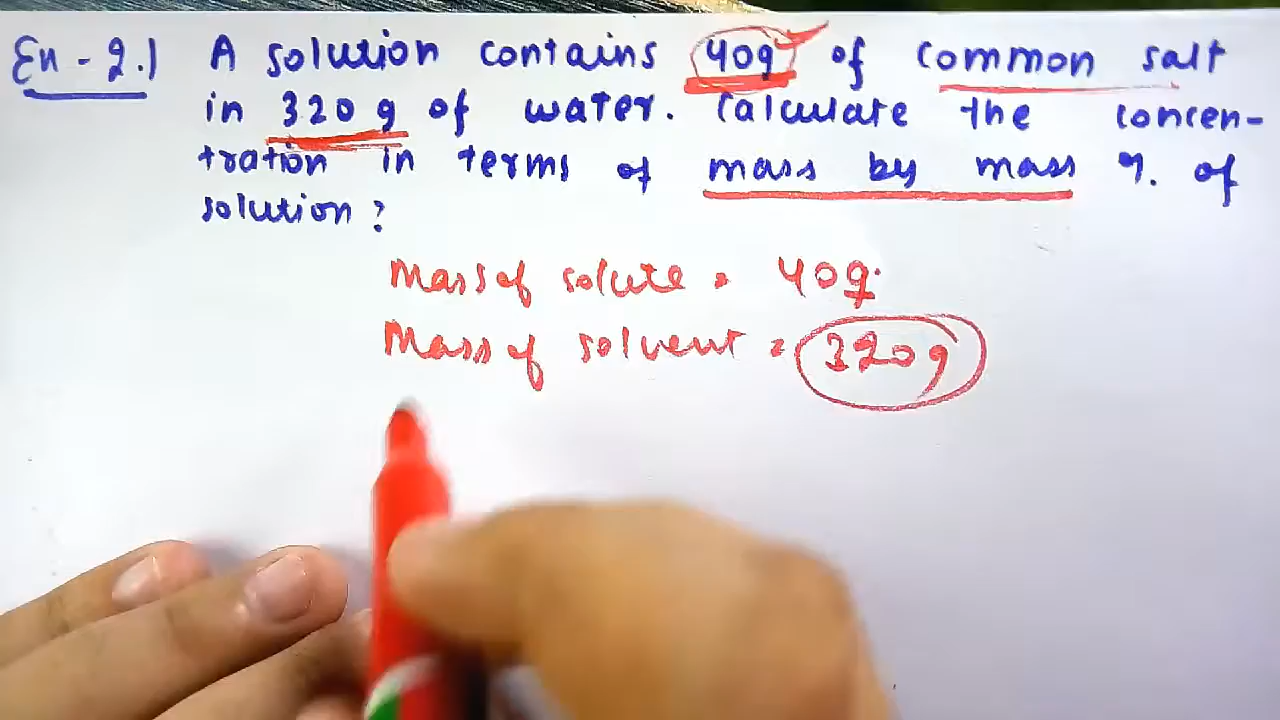 En - 2.1 A solution contains 40g of common salt
in 320 g of water. Calculate the concen-
tration in terms of mass by mass %. of
solution?
Mass of solute = 40g.
Mass of solvent = 320g